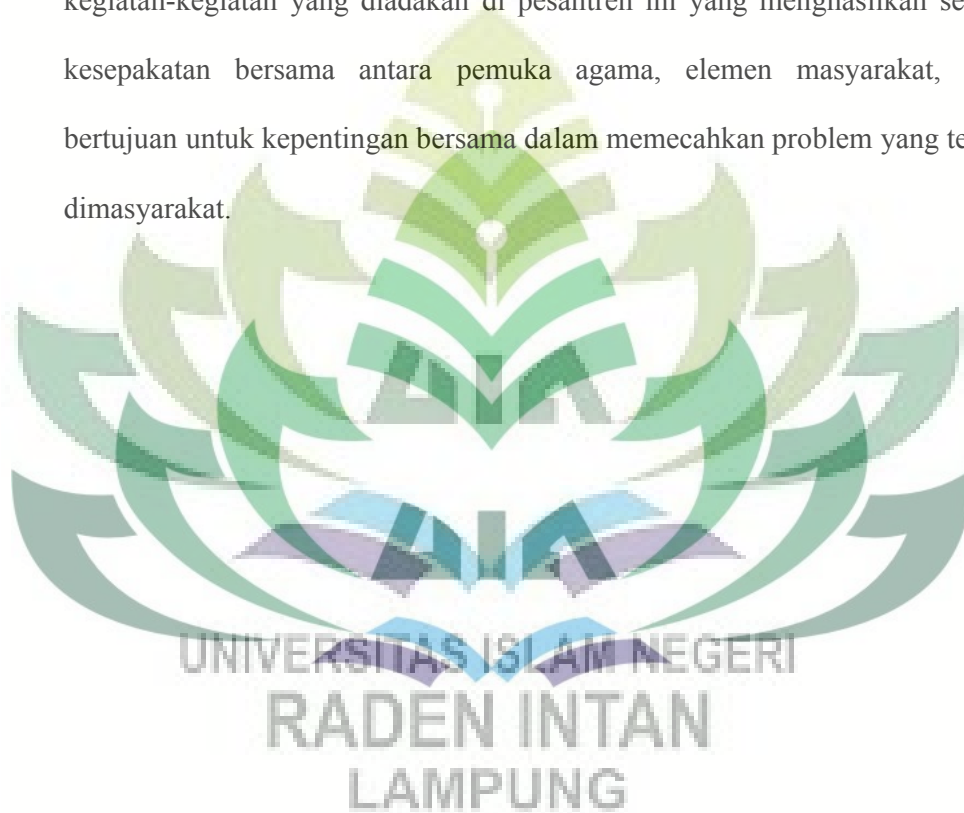 kegiatan-kegiatan yang diadakan di pesantren ini yang menghasilkan
kesepakatan bersama antara pemuka agama, elemen masyarakat,
bertujuan untuk kepentingan bersama dalam memecahkan problem yang
dimasyarakat.
UNIVERSITAS ISLAM NEGERI
RADEN INTAN
LAMPUNG